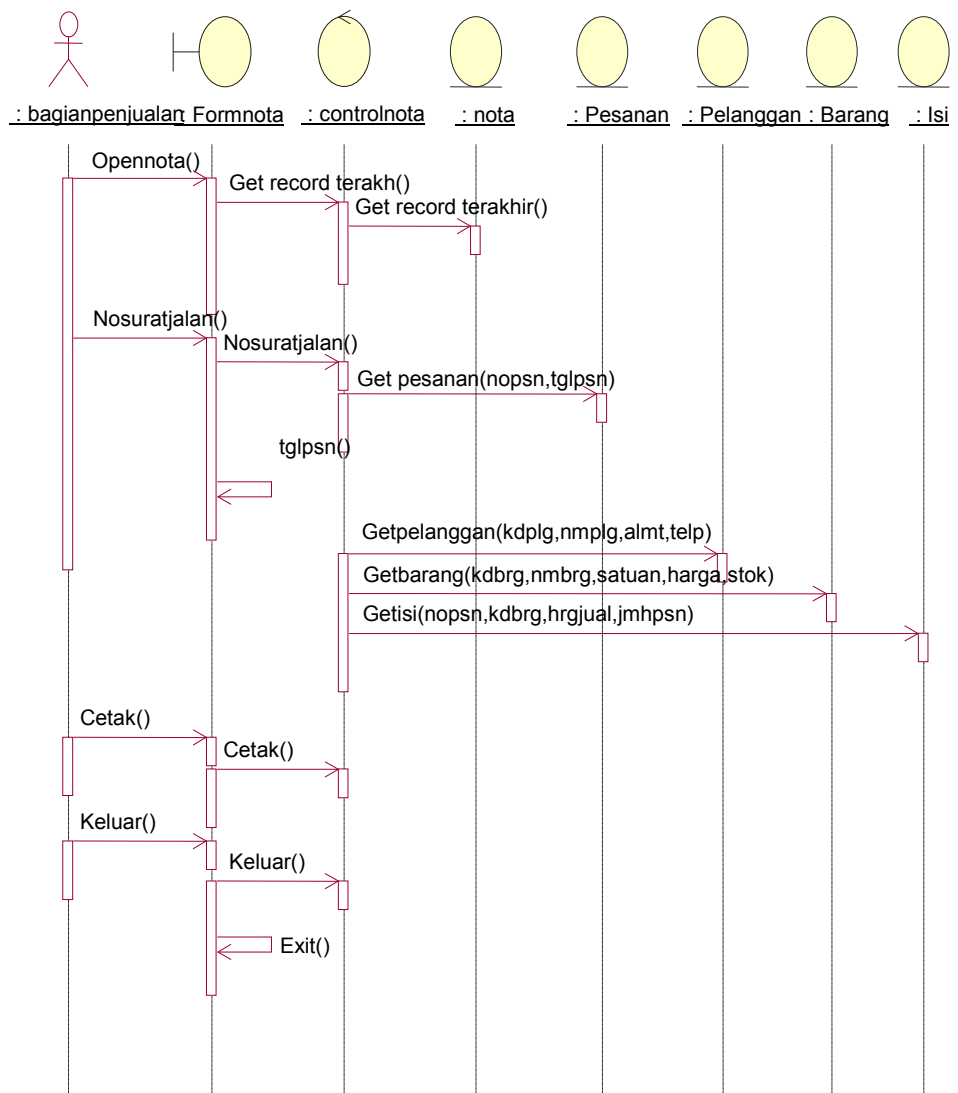 : bagianpenjualan : Formnota : controlnota : nota : Pesanan : Pelanggan : Barang : Isi
Opennota()
Get record terakh()
Get record terakhir()
Nosuratjalan()
Nosuratjalan()
Get pesanan(nopsn,tglpsn)
tglpsn()
Getpelanggan(kdplg,nmplg,almt,telp)
Getbarang(kdbrg,nmbrg,satuan,harga,stok)
Getisi(nopsn,kdbrg,hrgjual,jmhpsn)
Cetak()
Cetak()
Keluar()
Keluar()
Exit()